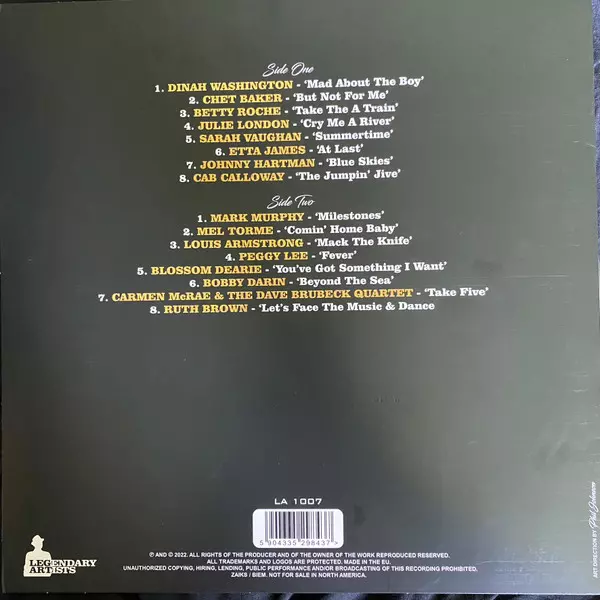 Side One
1. DINAH WASHINGTON - ‘Mad About The Boy’
2. CHET BAKER - ‘But Not For Me’
3. BETTY ROCHE - ‘Take The A Train’
4. JULIE LONDON - ‘Cry Me A River’
5. SARAH VAUGHAN - ‘Summertime’
6. ETTA JAMES - ‘At Last’
7. JOHNNY HARTMAN - ‘Blue Skies’
8. CAB CALLOWAY - ‘The Jumpin’ Jive’
Side Two
1. MARK MURPHY - ‘Milestones’
2. MEL TORME - ‘Comin’ Home Baby’
3. LOUIS ARMSTRONG - ‘Mack The Knife’
4. PEGGY LEE - ‘Fever’
5. BLOSSOM DEARIE - ‘You’ve Got Something I Want’
6. BOBBY DARIN - ‘Beyond The Sea’
7. CARMEN McRAE & THE DAVE BRUBECK QUARTET - ‘Take Five’
8. RUTH BROWN - ‘Let’s Face The Music & Dance
LA 1007
5 904335 298437 >
LEGENDARY
ARTISTS
℗ AND © 2022. ALL RIGHTS OF THE PRODUCER AND OF THE OWNER OF THE WORK REPRODUCED RESERVED.
ALL TRADEMARKS AND LOGOS ARE PROTECTED. MADE IN THE EU.
UNAUTHORIZED COPYING, HIRING, LENDING, PUBLIC PERFORMANCE AND/OR BROADCASTING OF THIS RECORDING PROHIBITED.
ZAIKS / BIEM. NOT FOR SALE IN NORTH AMERICA.
ART DIRECTION BY Phil Johnson